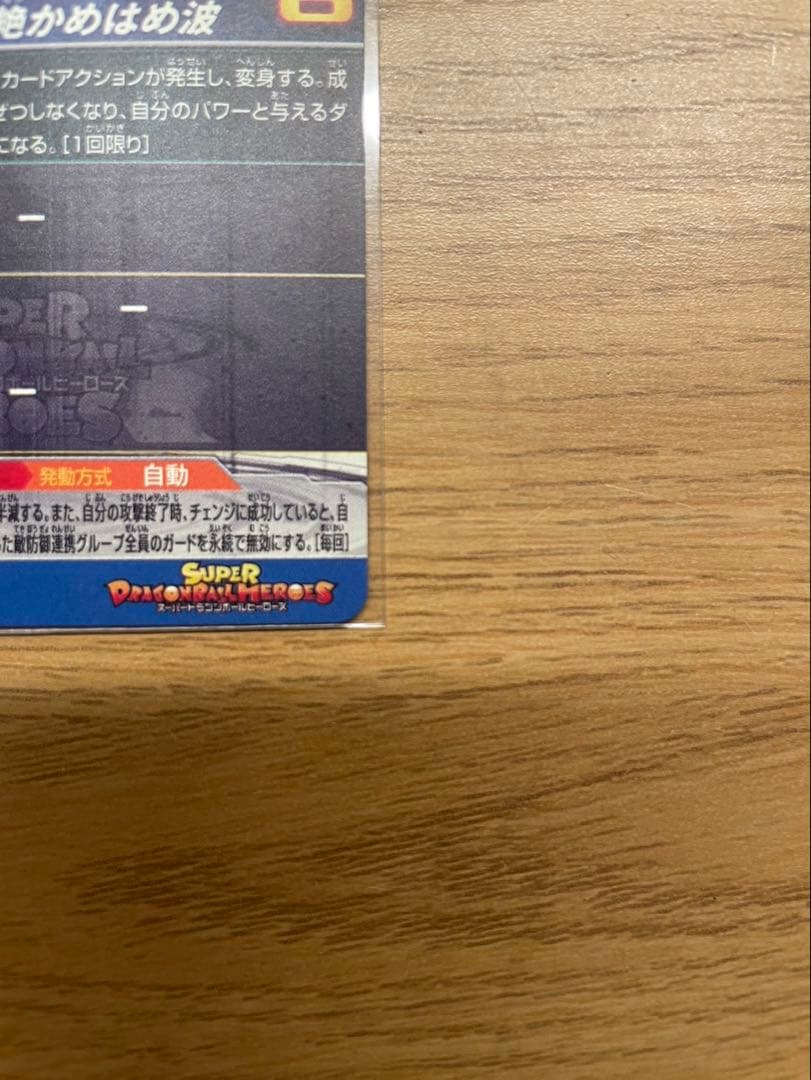 絶かめはめ波
カードアクションが発生し、変身する。成
せつしなくなり、自分のパワーと与えるダ
になる。[1回限り]
ー
ー
ー
発動方式 自動
半減する。また、自分の攻撃終了時、チェンジに成功していると、自
た敵防御連携グループ全員のガードを永続で無効にする。[毎回]
SUPER
DRAGONBALL HEROES
スーパードラゴンボールヒーローズ